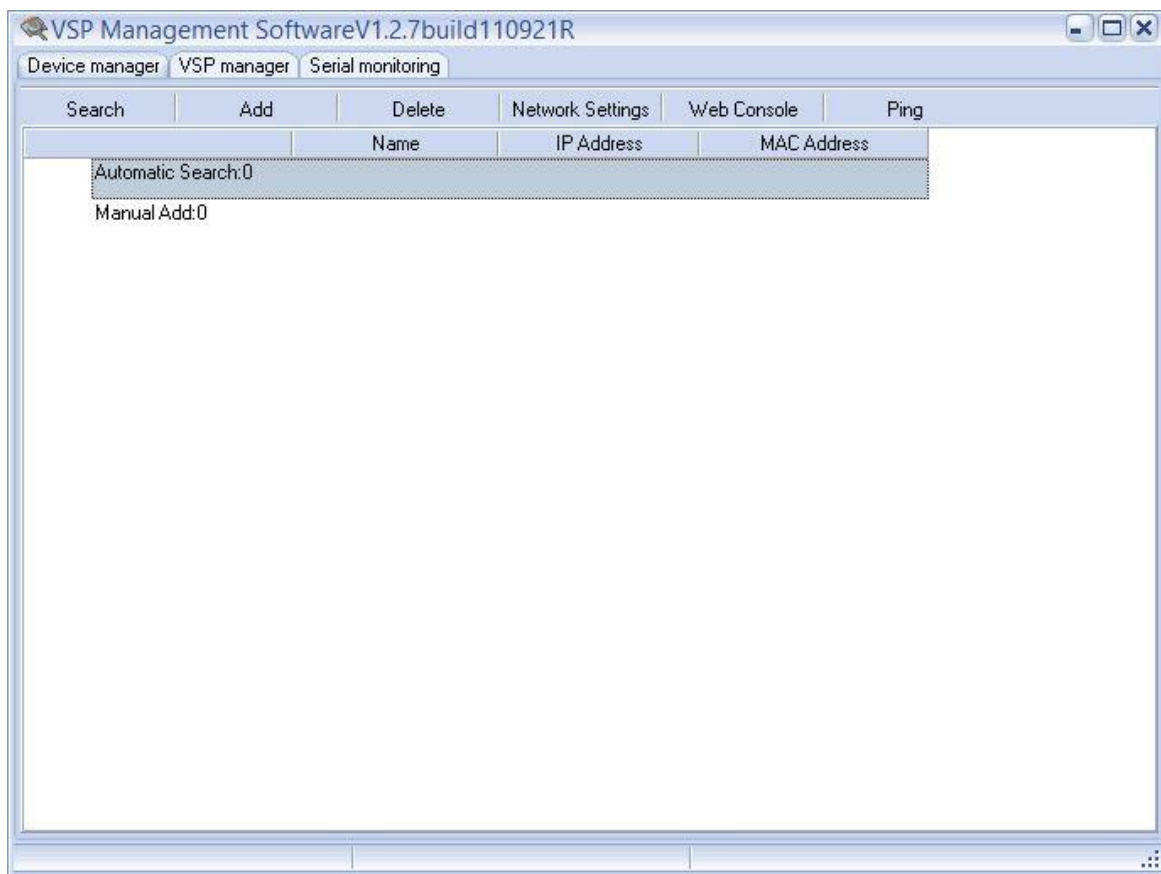 VSP Management SoftwareV1.2.7build110921R
Device manager VSP manager Serial monitoring
Search Add Delete Network Settings Web Console Ping
Name IP Address MAC Address
Automatic Search:0
Manual Add:0